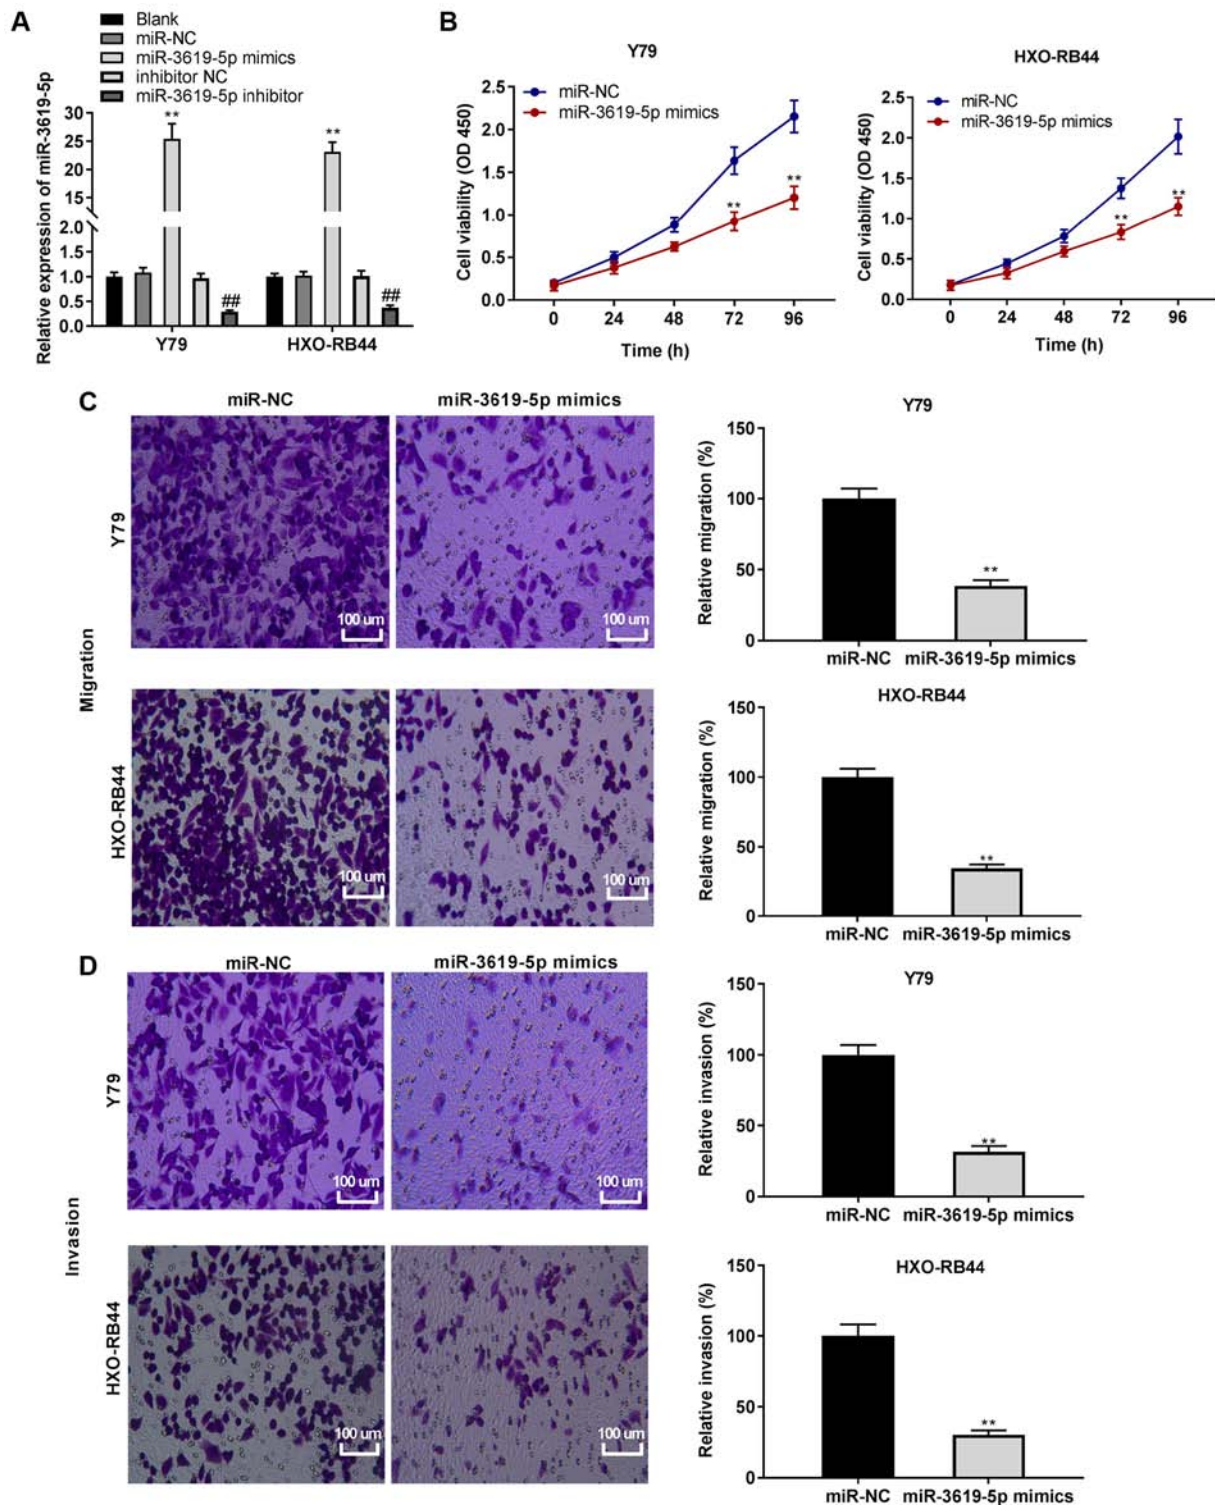 A
Blank
miR-NC
miR-3619-5p mimics
inhibitor NC
miR-3619-5p inhibitor
Relative expression of miR-3619-5p
30
25
20
15
10
5
2.0
1.5
1.0
0.5
0.0
**
##
**
##
Y79
HXO-RB44
B
Y79
miR-NC
miR-3619-5p mimics
Cell viability (OD 450)
2.5
2.0
1.5
1.0
0.5
0.0
**
**
0 24 48 72 96
Time (h)
HXO-RB44
miR-NC
miR-3619-5p mimics
Cell viability (OD 450)
2.5
2.0
1.5
1.0
0.5
0.0
**
**
0 24 48 72 96
Time (h)
C
miR-NC
miR-3619-5p mimics
Migration
Y79
100 um
100 um
HXO-RB44
100 um
100 um
Y79
Relative migration (%)
150
100
50
0
**
miR-NC miR-3619-5p mimics
HXO-RB44
Relative migration (%)
150
100
50
0
**
miR-NC miR-3619-5p mimics
D
miR-NC
miR-3619-5p mimics
Invasion
Y79
100 um
100 um
HXO-RB44
100 um
100 um
Y79
Relative invasion (%)
150
100
50
0
**
miR-NC miR-3619-5p mimics
HXO-RB44
Relative invasion (%)
150
100
50
0
**
miR-NC miR-3619-5p mimics